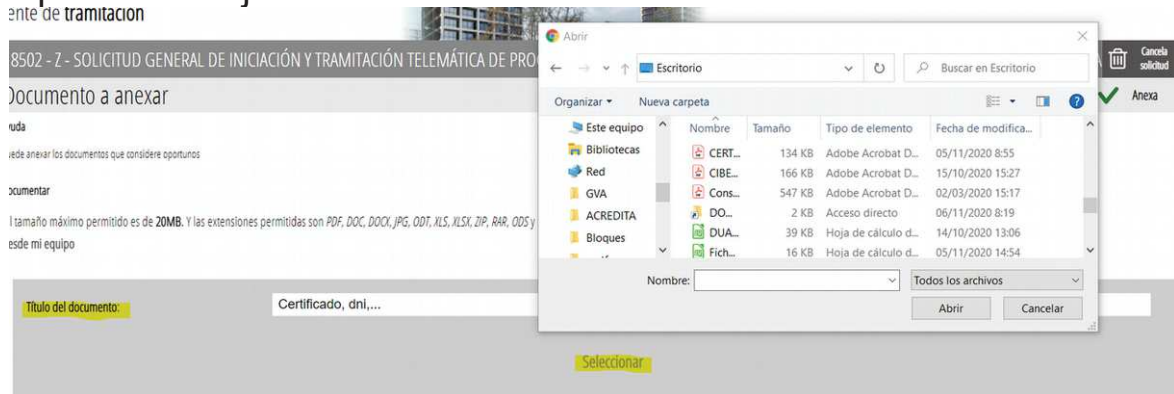 ente de tramitación
8502 - Z - SOLICITUD GENERAL DE INICIACIÓN Y TRAMITACIÓN TELEMÁTICA DE PRO
Cancela
solicitud
Documento a anexar
Anexa
yuda
uede anexar los documentos que considere oportunos
ocumentar
l tamaño máximo permitido es de 20MB. Y las extensiones permitidas son PDF, DOC, DOCX, JPG, ODT, XLS, XLSX, ZIP, RAR, ODS y
esde mi equipo
Título del documento:
Certificado, dni,...
Seleccionar
Abrir
Escritorio
Buscar en Escritorio
Organizar
Nueva carpeta
Este equipo
Bibliotecas
Red
GVA
ACREDITA
Bloques
Nombre Tamaño Tipo de elemento Fecha de modifica...
CERT... 134 KB Adobe Acrobat D... 05/11/2020 8:55
CIBE... 166 KB Adobe Acrobat D... 15/10/2020 15:27
Cons... 547 KB Adobe Acrobat D... 02/03/2020 15:17
DO... 2 KB Acceso directo 06/11/2020 8:19
DUA... 39 KB Hoja de cálculo d... 14/10/2020 13:06
Fich... 16 KB Hoja de cálculo d... 05/11/2020 14:54
Nombre:
Todos los archivos
Abrir
Cancelar